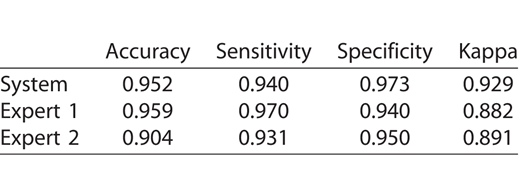 Accuracy Sensitivity Specificity Kappa
System 0.952 0.940 0.973 0.929
Expert 1 0.959 0.970 0.940 0.882
Expert 2 0.904 0.931 0.950 0.891